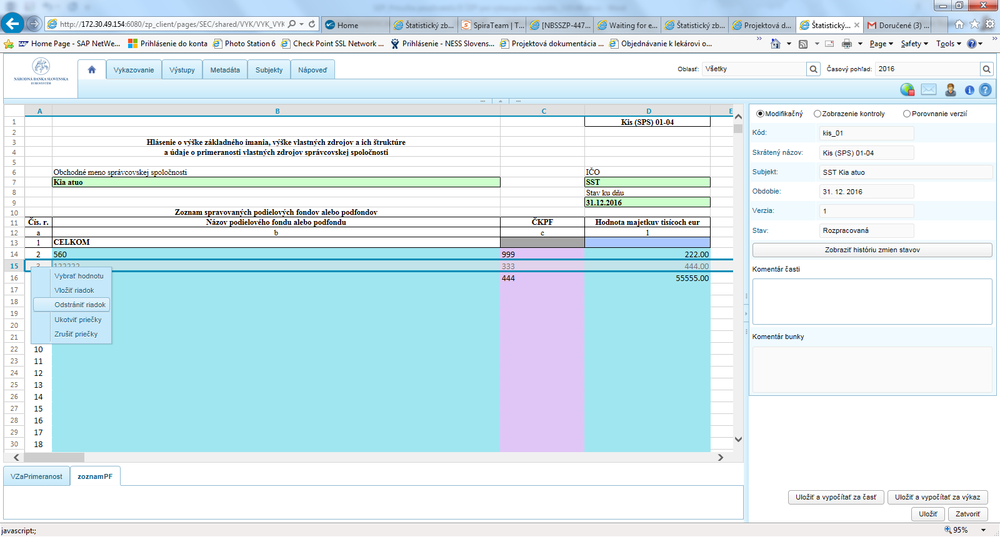 http://172.30.49.154:6080/zp_client/pages/SEC/shared/VYK/VYK_VYK
Home
Štatistický zb...
SpiraTeam | T...
[NBSSZP-447...
Waiting for e...
Štatistický zb...
Projektová d...
Štatistický...
Doručené (3) ...
Home Page - SAP NetWe...
Prihlásenie do konta
Photo Station 6
Check Point SSL Network ...
Prihlásenie - NESS Slovens...
Projektová dokumentácia ...
Objednávanie k lekárovi o...
Page
Safety
Tools
NÁRODNÁ BANKA SLOVENSKA
EUROSYSTÉM
Vykazovanie
Výstupy
Metadáta
Subjekty
Nápoveď
Oblasť:
Všetky
Časový pohľad:
2016
A B C D E
1 Kis (SPS) 01-04
2
3 Hlásenie o výške základného imania, výške vlastných zdrojov a ich štruktúre
4 a údaje o primeranosti vlastných zdrojov správcovskej spoločnosti
5
6 Obchodné meno správcovskej spoločnosti IČO
7 Kia atuo SST
8 Stav ku dňu
9 31.12.2016
10 Zoznam spravovaných podielových fondov alebo podfondov
11 Čís. r. Názov podielového fondu alebo podfondu ČKPF Hodnota majetkuv tisícoch eur
12 a b c 1
13 1 CELKOM
14 2 560 999 222.00
15 3 122222 333 444.00
16 444 55555.00
17
18
19
20
21
22 10
23 11
24 12
25 13
26 14
27 15
28 16
29 17
30 18
Vybrať hodnotu
Vložiť riadok
Odstrániť riadok
Ukotviť priečky
Zrušiť priečky
VZaPrimeranost
zoznamPF
Modifikačný
Zobrazenie kontroly
Porovnanie verzií
Kód: kis_01
Skrátený názov: Kis (SPS) 01-04
Subjekt: SST Kia atuo
Obdobie: 31. 12. 2016
Verzia: 1
Stav: Rozpracovaná
Zobraziť históriu zmien stavov
Komentár časti
Komentár bunky
Uložiť a vypočítať za časť
Uložiť a vypočítať za výkaz
Uložiť
Zatvoriť
javascript:;
95%